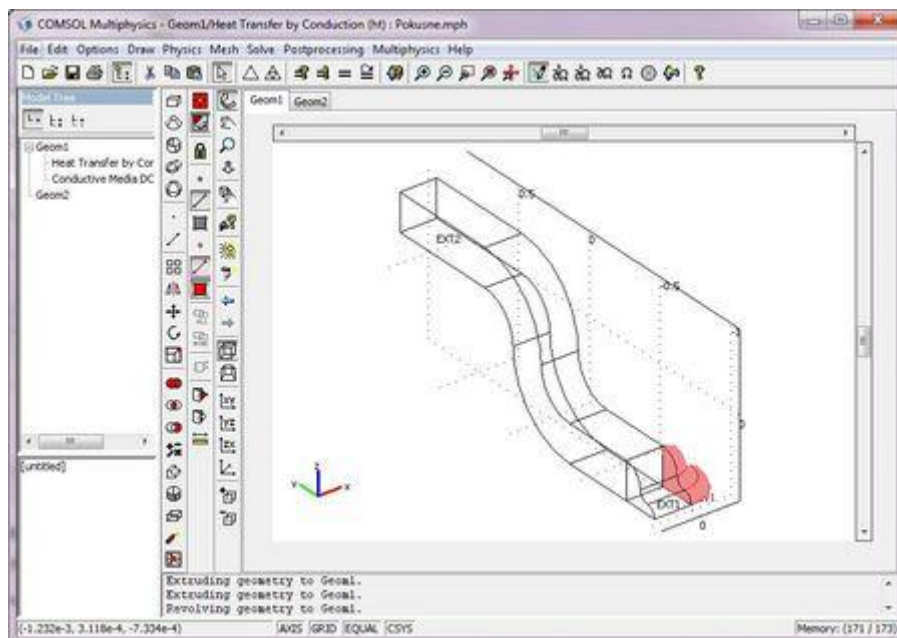 COMSOL Multiphysics - Geom1/Heat Transfer by Conduction (ht) : Pokusne.mph
File Edit Options Draw Physics Mesh Solve Postprocessing Multiphysics Help
Model Tree
Geom1
Heat Transfer by Cor
Conductive Media DC
Geom2
[untitled]
Geom1 Geom2
0.5
0
-0.5
EXT2
0
EXT1
0
z
y
x
Extruding geometry to Geom1.
Extruding geometry to Geom1.
Revolving geometry to Geom1.
(-1.232e-3, 3.118e-4, -7.334e-4) AXIS GRID EQUAL CSYS Memory: (171 / 173)